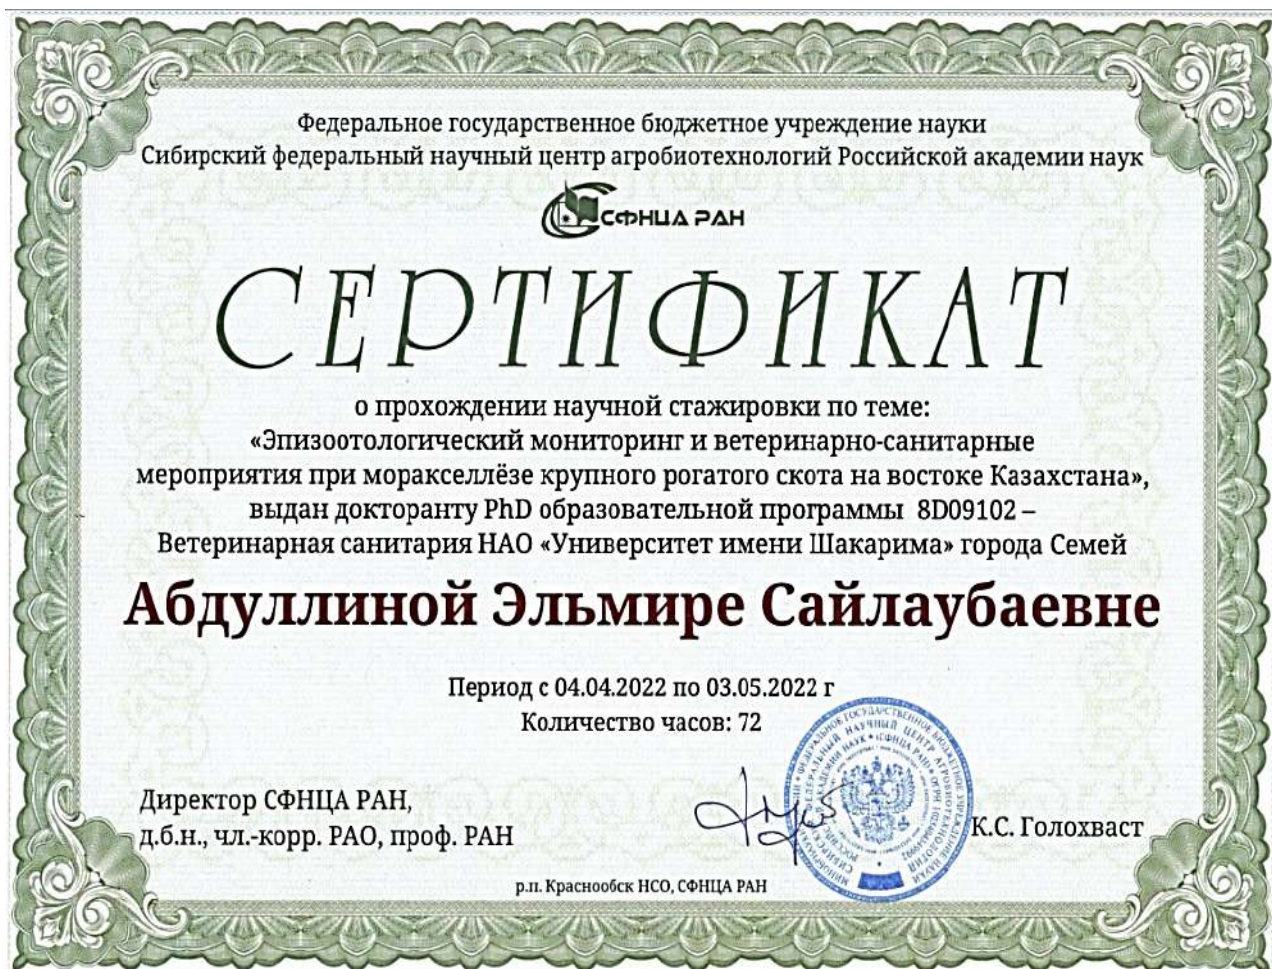 Федеральное государственное бюджетное учреждение науки
Сибирский федеральный научный центр агробиотехнологий Российской академии наук
СФНЦА РАН
СЕРТИФИКАТ
о прохождении научной стажировки по теме:
«Эпизоотологический мониторинг и ветеринарно-санитарные
мероприятия при моракселлёзе крупного рогатого скота на востоке Казахстана»,
выдан докторанту PhD образовательной программы 8D09102 –
Ветеринарная санитария НАО «Университет имени Шакарима» города Семей
Абдуллиной Эльмире Сайлаубаевне
Период с 04.04.2022 по 03.05.2022 г
Количество часов: 72
Директор СФНЦА РАН,
д.б.н., чл.-корр. РАО, проф. РАН
К.С. Голохваст
р.п. Краснообск НСО, СФНЦА РАН